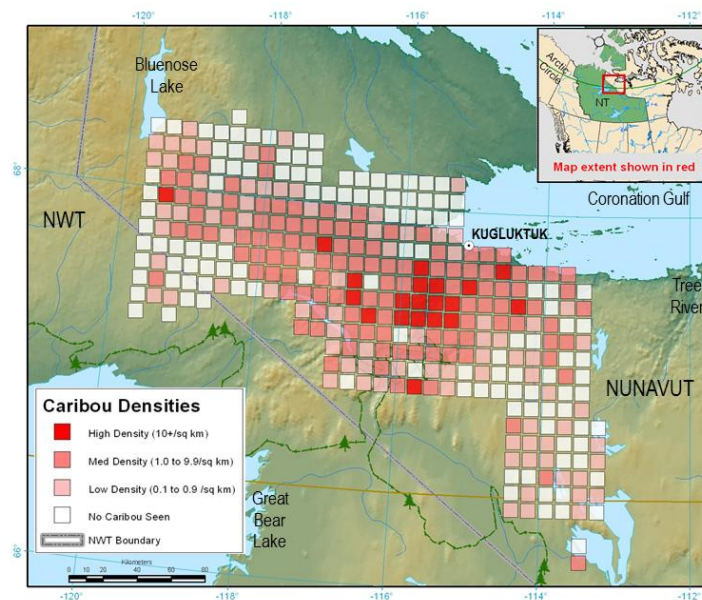 -120°
-118°
-116°
-114°
-112°
Bluenose
Lake
Arctic
Circle
NT
Map extent shown in red
68°
Coronation Gulf
NWT
KUGLUKTUK
Tree
River
NUNAVUT
Caribou Densities
High Density (10+/sq km)
Med Density (1.0 to 9.9/sq km)
Low Density (0.1 to 0.9 /sq km)
No Caribou Seen
NWT Boundary
Kilometers
0 10 20 40 60 80
Great
Bear
Lake
66°
-120°
-118°
-116°
-114°
-112°